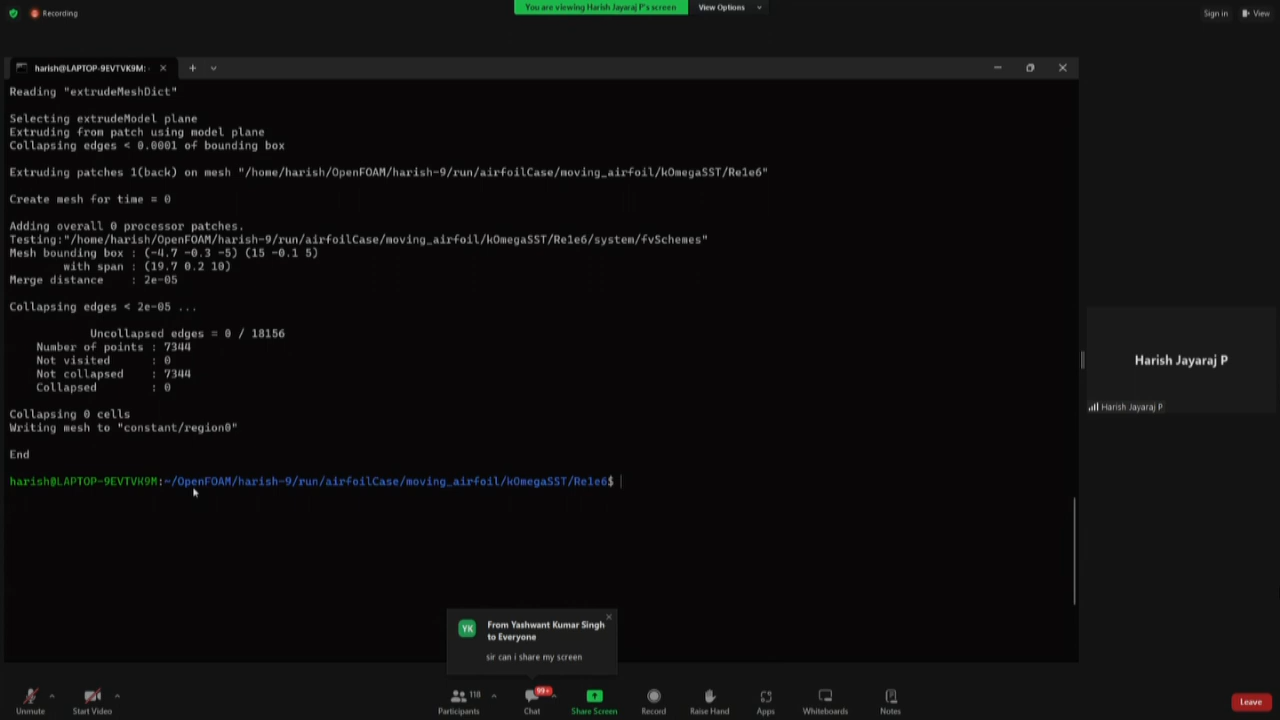 Recording
You are viewing Harish Jayaraj P's screen
View Options
Sign in
View
harish@LAPTOP-9EVTVK9M: 
Reading "extrudeMeshDict"
Selecting extrudeModel plane
Extruding from patch using model plane
Collapsing edges < 0.0001 of bounding box
Extruding patches 1(back) on mesh "/home/harish/OpenFOAM/harish-9/run/airfoilCase/moving_airfoil/kOmegaSST/Re1e6"
Create mesh for time = 0
Adding overall 0 processor patches.
Testing:"/home/harish/OpenFOAM/harish-9/run/airfoilCase/moving_airfoil/kOmegaSST/Re1e6/system/fvSchemes"
Mesh bounding box : (-4.7 -0.3 -5) (15 -0.1 5)
with span : (19.7 0.2 10)
Merge distance : 2e-05
Collapsing edges < 2e-05 ...
Uncollapsed edges = 0 / 18156
Number of points : 7344
Not visited : 0
Not collapsed : 7344
Collapsed : 0
Collapsing 0 cells
Writing mesh to "constant/region0"
End
harish@LAPTOP-9EVTVK9M:~/OpenFOAM/harish-9/run/airfoilCase/moving_airfoil/kOmegaSST/Re1e6$
Harish Jayaraj P
Harish Jayaraj P
YK
From Yashwant Kumar Singh
to Everyone
sir can i share my screen
118
99+
Unmute
Start Video
Participants
Chat
Share Screen
Record
Raise Hand
Apps
Whiteboards
Notes
Leave